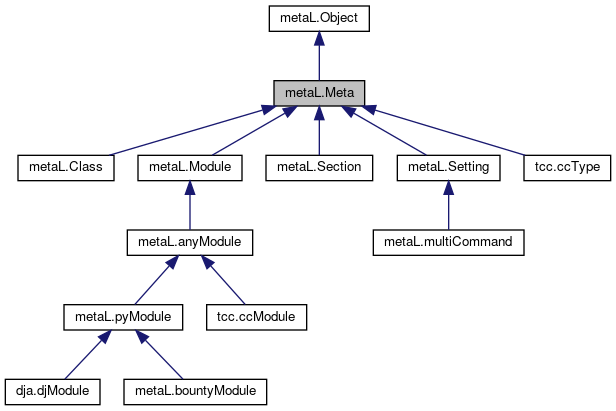 metaL.Object
metaL.Meta
metaL.Class
metaL.Module
metaL.Section
metaL.Setting
tcc.ccType
metaL.anyModule
metaL.multiCommand
metaL.pyModule
tcc.ccModule
dja.djModule
metaL.bountyModule